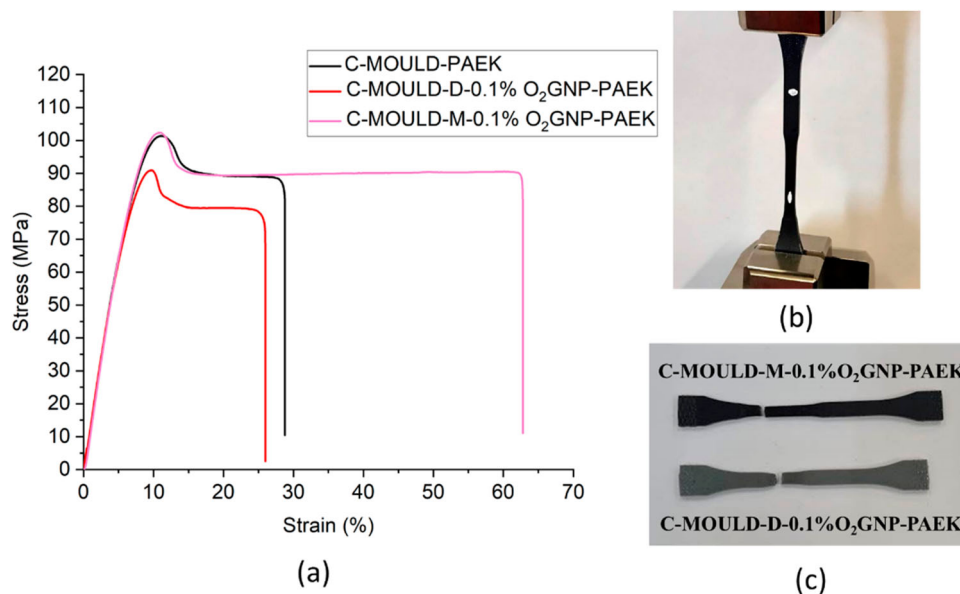 C-MOULD-PAEK
C-MOULD-D-0.1% O₂GNP-PAEK
C-MOULD-M-0.1% O₂GNP-PAEK
120
110
100
90
80
70
60
50
40
30
20
10
0
Stress (MPa)
0 10 20 30 40 50 60 70
Strain (%)
(a)
(b)
C-MOULD-M-0.1%O₂GNP-PAEK
C-MOULD-D-0.1%O₂GNP-PAEK
(c)